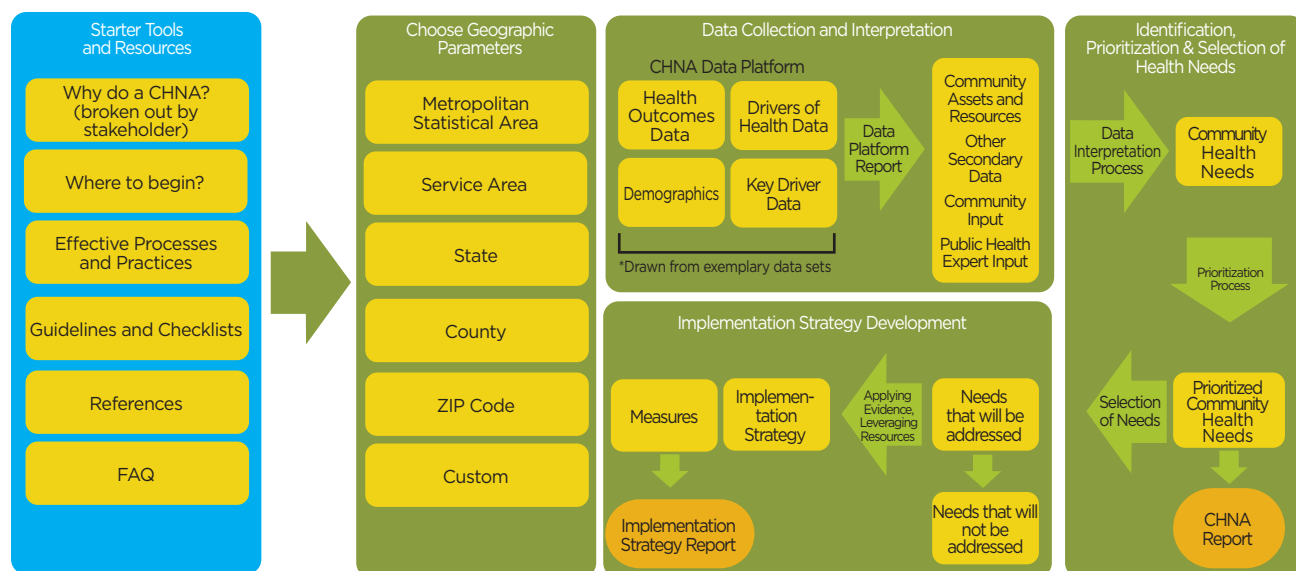 Starter Tools
and Resources
Why do a CHNA?
(broken out by
stakeholder)
Where to begin?
Effective Processes
and Practices
Guidelines and Checklists
References
FAQ
Choose Geographic
Parameters
Metropolitan
Statistical Area
Service Area
State
County
ZIP Code
Custom
Data Collection and Interpretation
CHNA Data Platform
Health
Outcomes
Data
Drivers of
Health Data
Demographics
Key Driver
Data
*Drawn from exemplary data sets
Data
Platform
Report
Community
Assets and
Resources
Other
Secondary
Data
Community
Input
Public Health
Expert Input
Identification,
Prioritization & Selection of
Health Needs
Data
Interpretation
Process
Community
Health
Needs
Prioritization
Process
Prioritized
Community
Health
Needs
Selection
of Needs
CHNA
Report
Implementation Strategy Development
Needs
that will be
addressed
Needs that will
not be
addressed
Applying
Evidence,
Leveraging
Resources
Implemen-
tation
Strategy
Measures
Implementation
Strategy Report